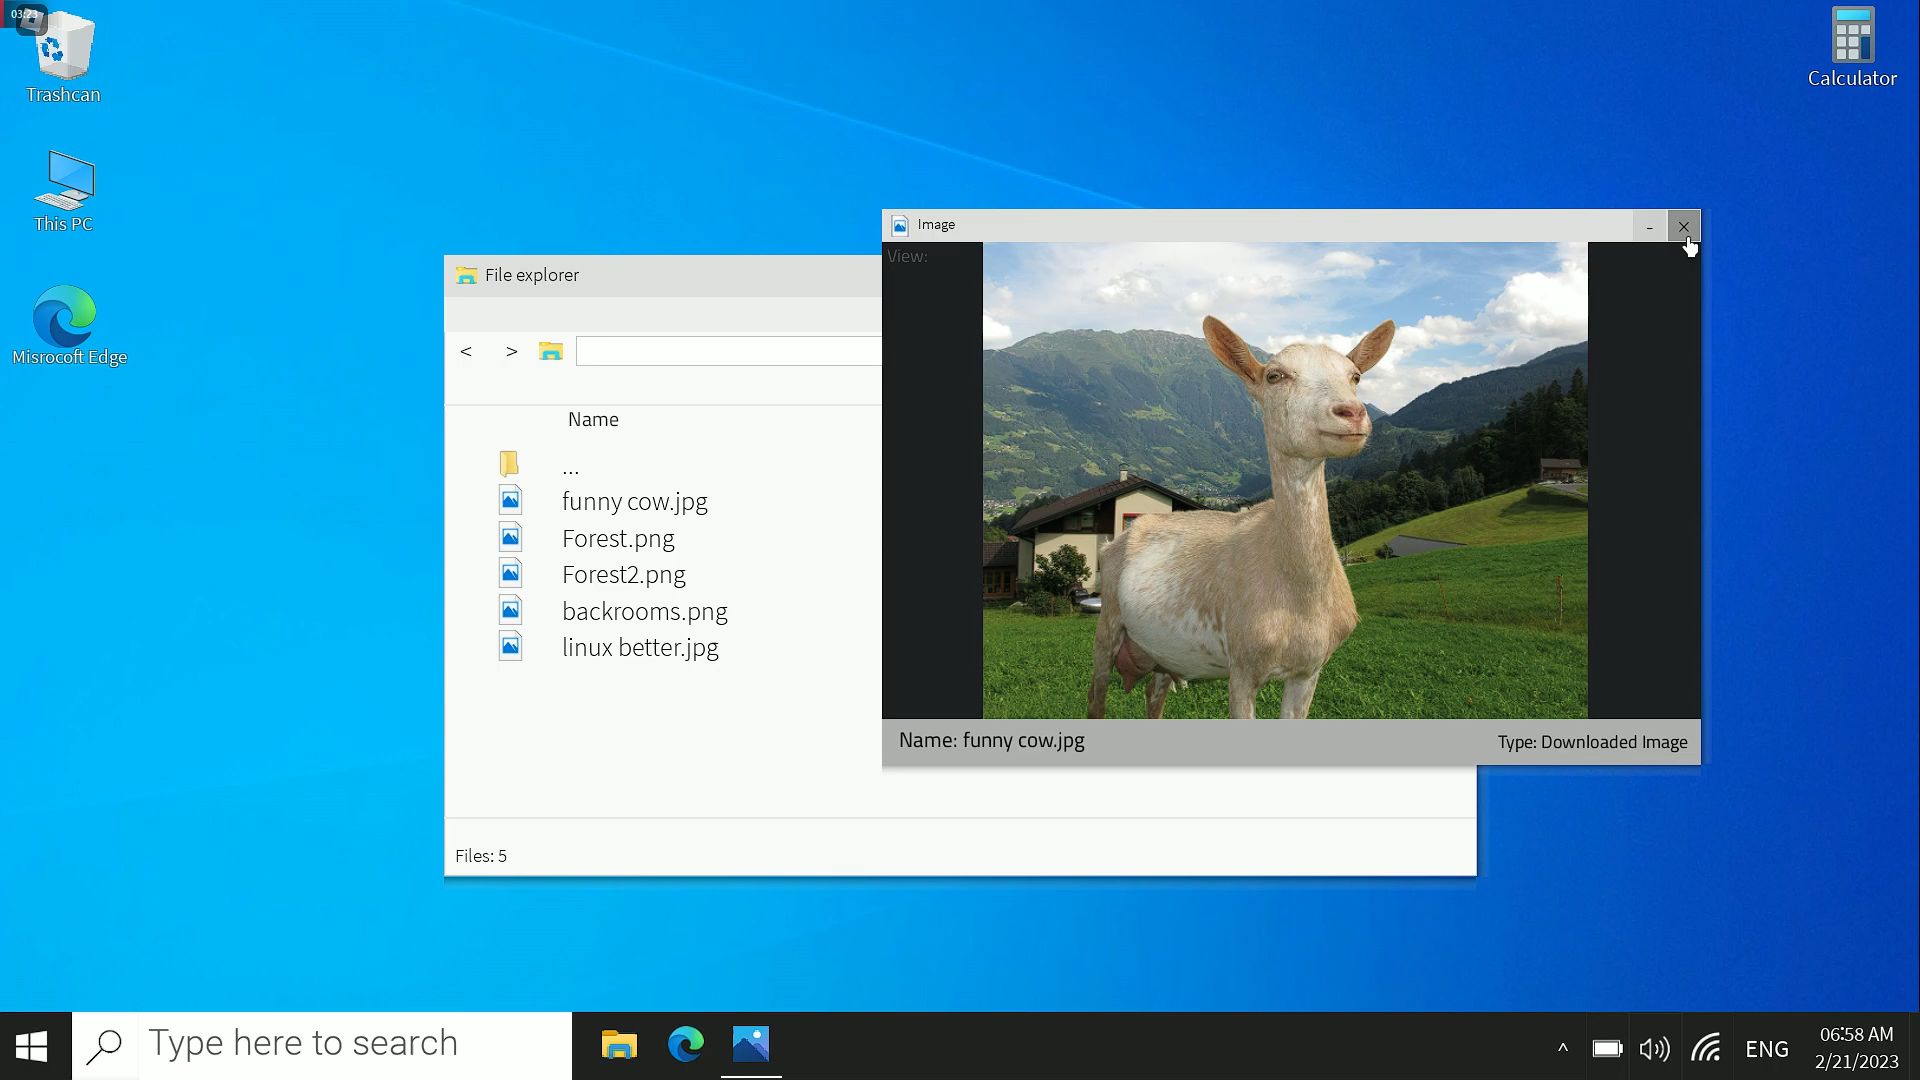 03:23
Trashcan
This PC
Misrocoft Edge
Calculator
File explorer
< >
Name
...
funny cow.jpg
Forest.png
Forest2.png
backrooms.png
linux better.jpg
Files: 5
Image
View:
Name: funny cow.jpg
Type: Downloaded Image
Type here to search
ENG
06:58 AM
2/21/2023